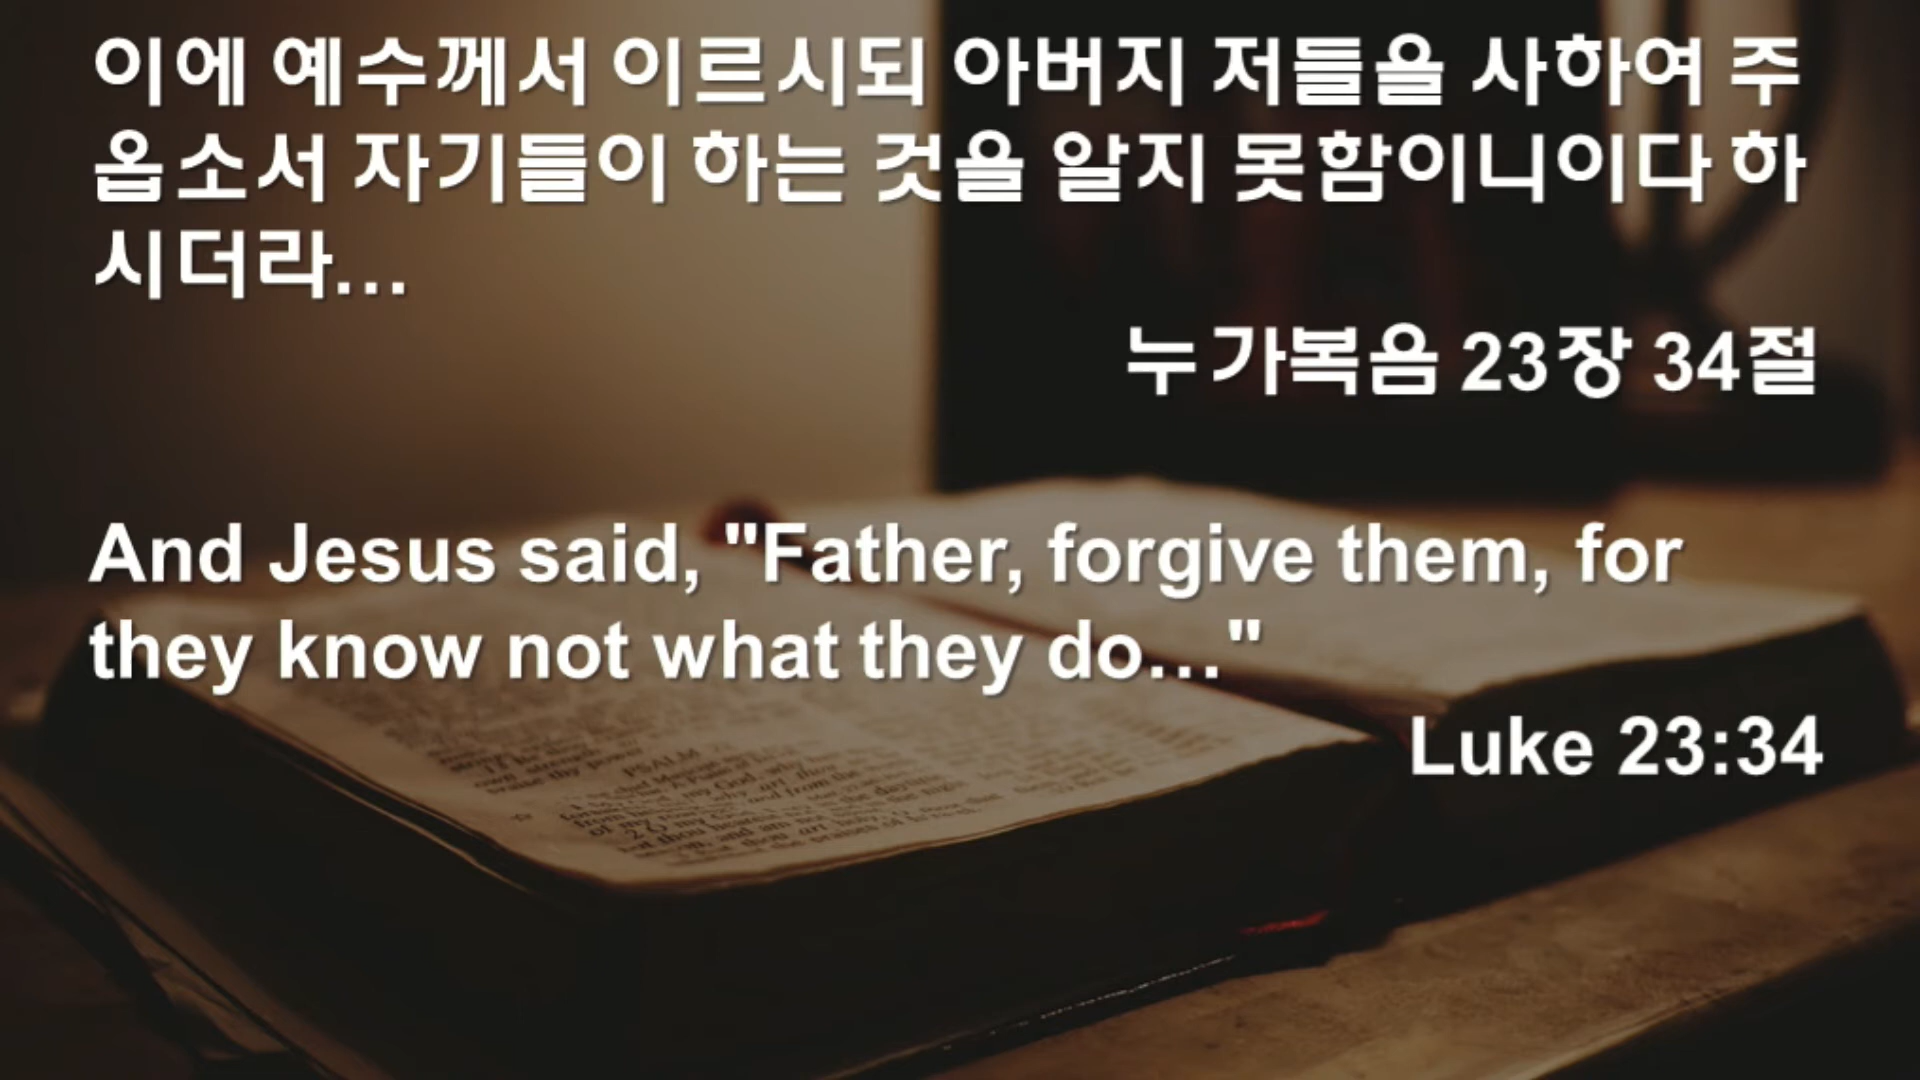 이에 예수께서 이르시되 아버지 저들을 사하여 주
옵소서 자기들이 하는 것을 알지 못함이니이다 하
시더라...
누가복음 23장 34절
And Jesus said, "Father, forgive them, for
they know not what they do…"
Luke 23:34
PSALM